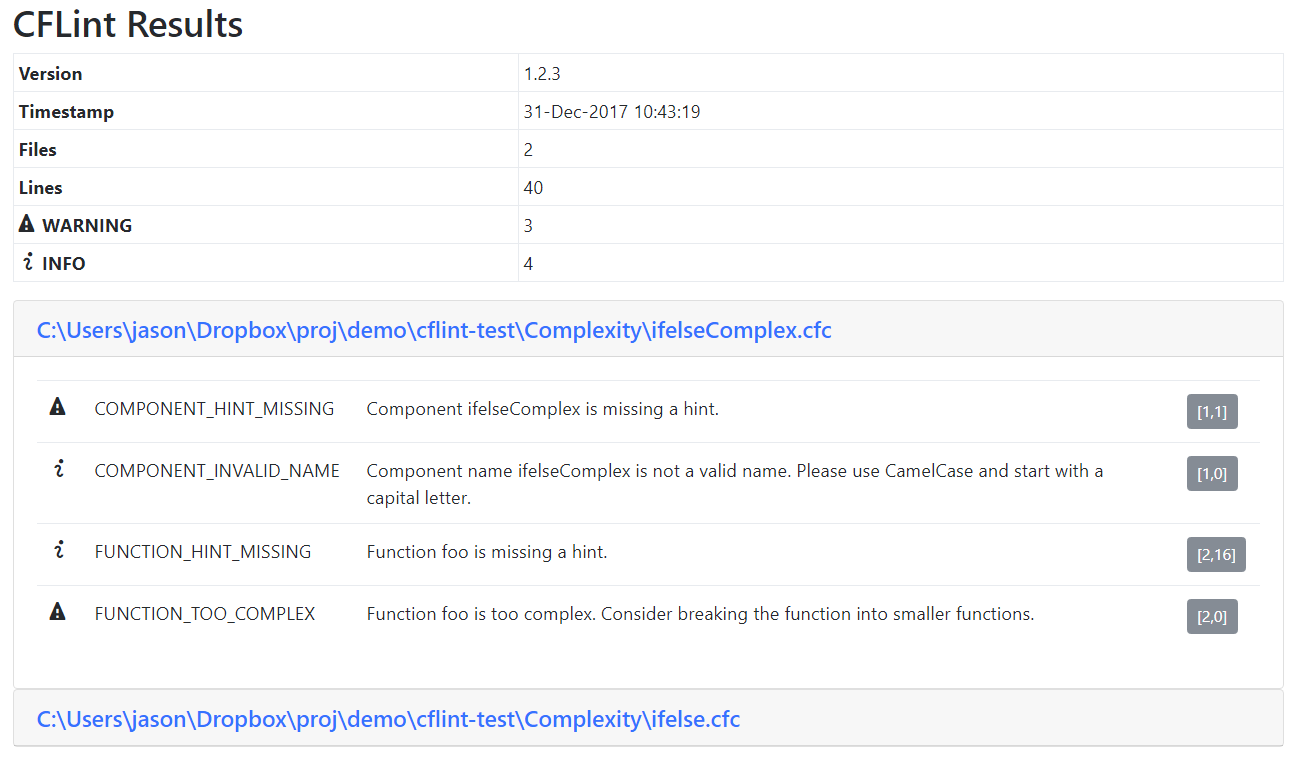 CFLint Results
Version 1.2.3
Timestamp 31-Dec-2017 10:43:19
Files 2
Lines 40
WARNING 3
INFO 4
C:\Users\jason\Dropbox\proj\demo\cflint-test\Complexity\ifelseComplex.cfc
COMPONENT_HINT_MISSING Component ifelseComplex is missing a hint. [1,1]
COMPONENT_INVALID_NAME Component name ifelseComplex is not a valid name. Please use CamelCase and start with a [1,0]
capital letter.
FUNCTION_HINT_MISSING Function foo is missing a hint. [2,16]
FUNCTION_TOO_COMPLEX Function foo is too complex. Consider breaking the function into smaller functions. [2,0]
C:\Users\jason\Dropbox\proj\demo\cflint-test\Complexity\ifelse.cfc